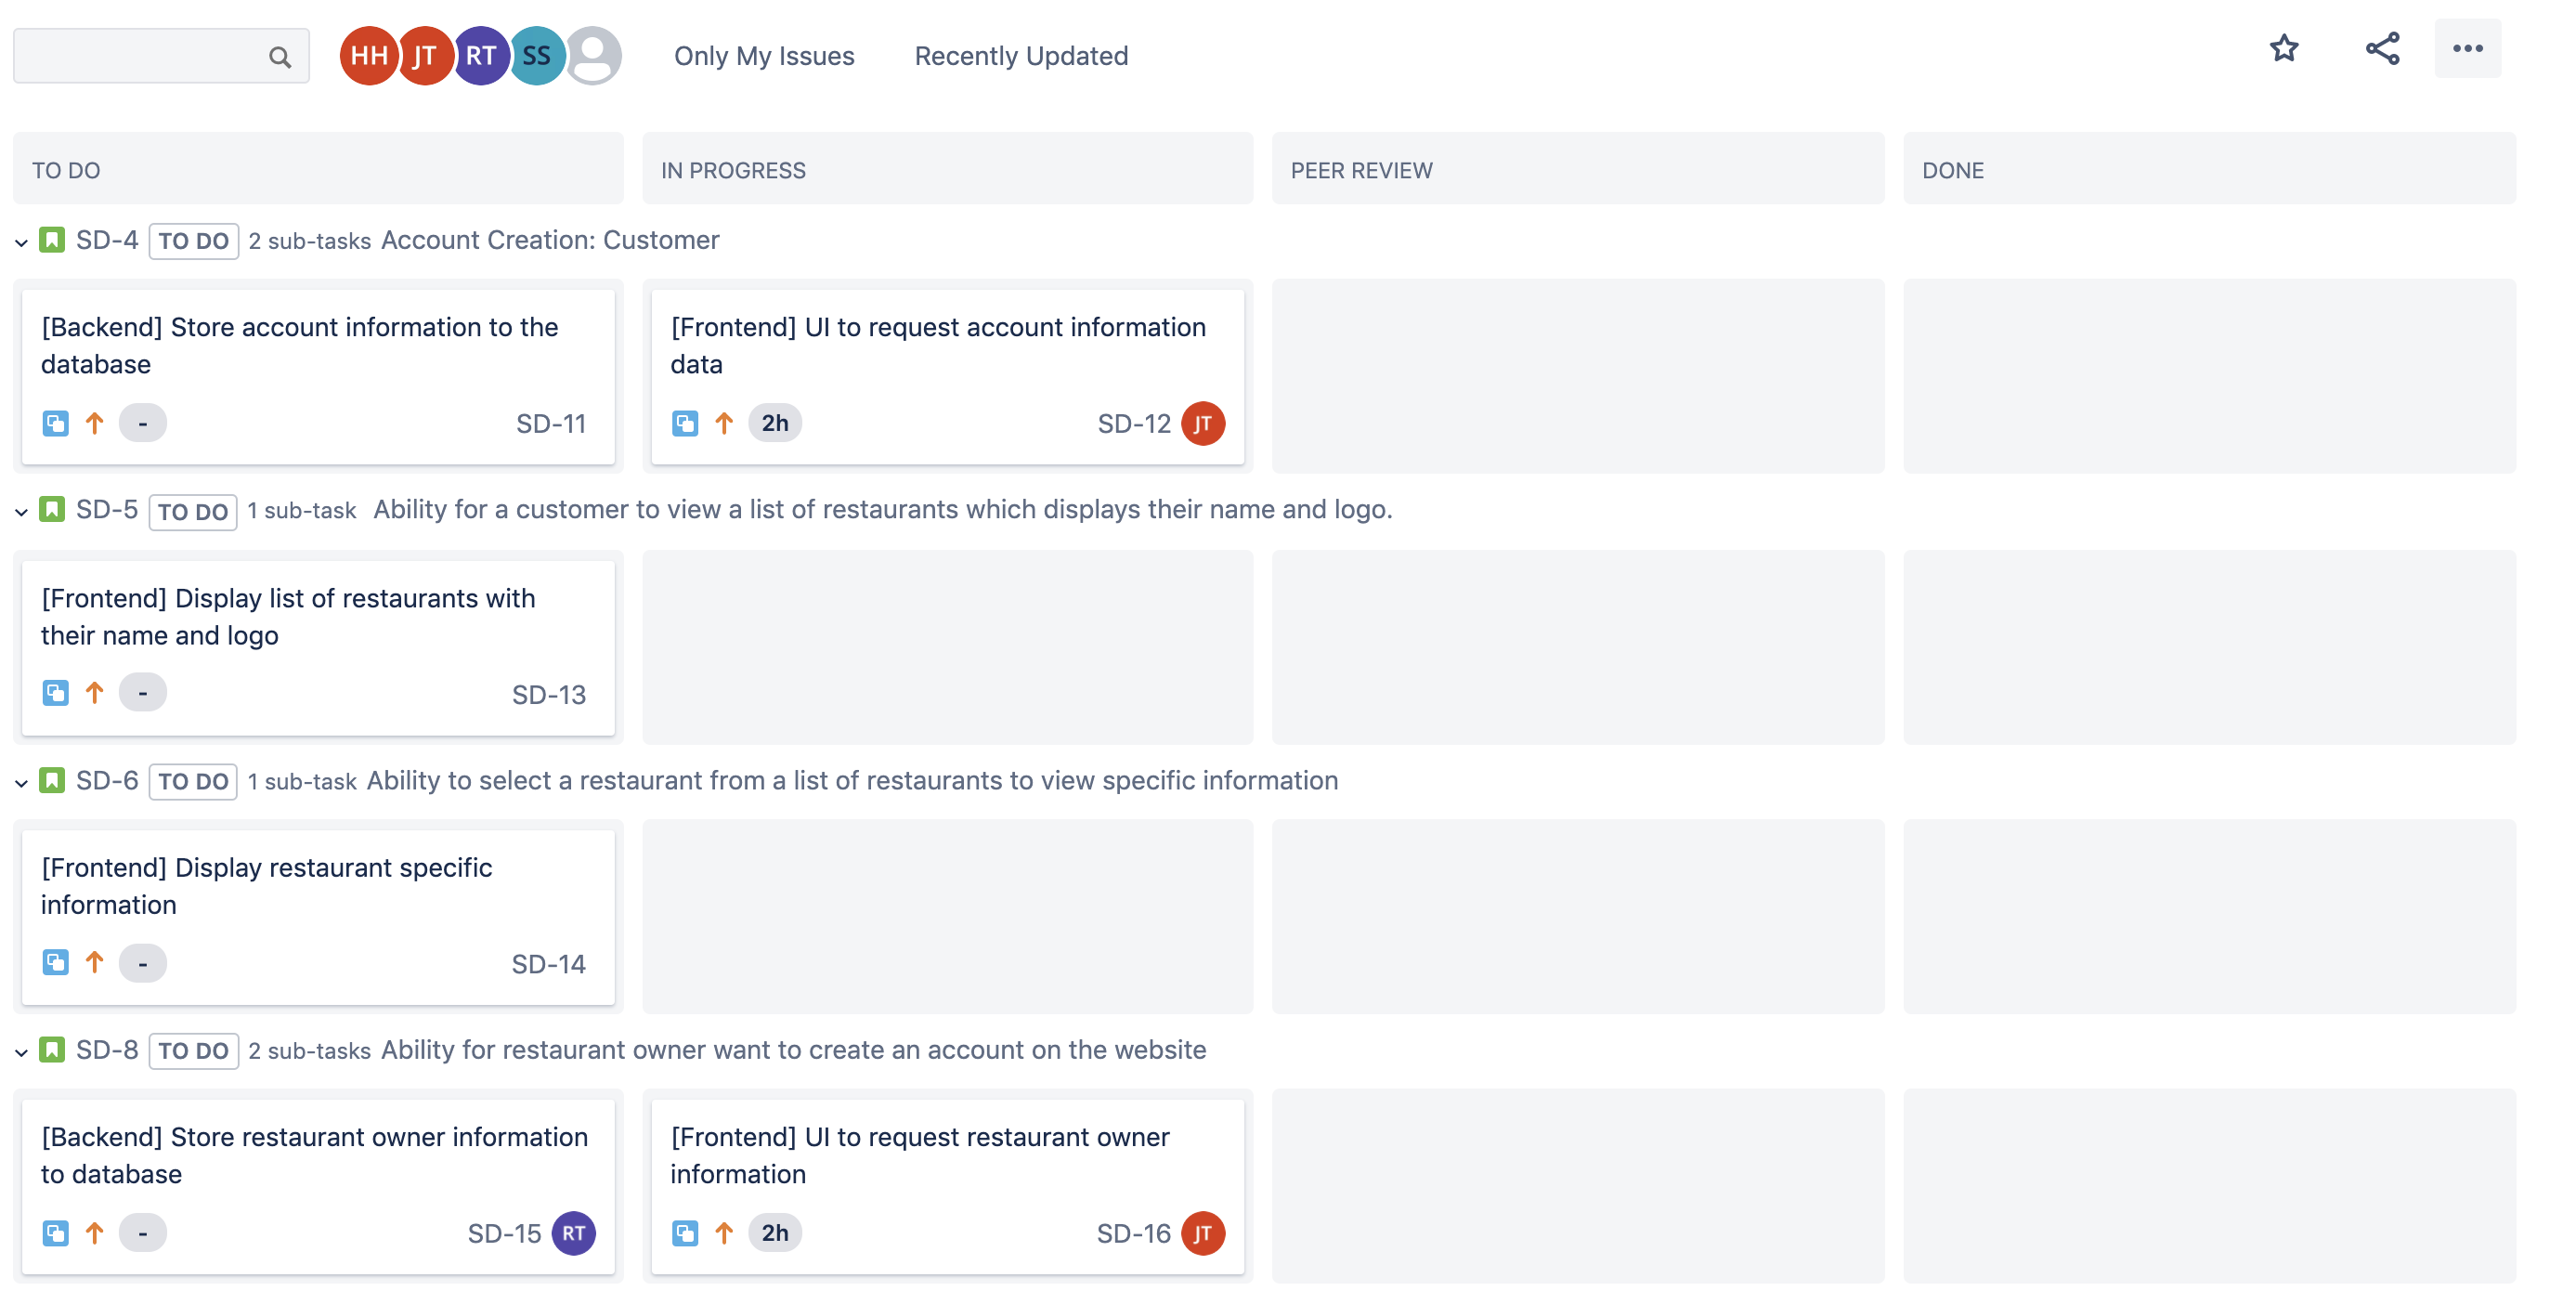 HH JT RT SS Only My Issues Recently Updated
TO DO IN PROGRESS PEER REVIEW DONE
SD-4 TO DO 2 sub-tasks Account Creation: Customer
[Backend] Store account information to the
database
- SD-11
[Frontend] UI to request account information
data
2h SD-12 JT
SD-5 TO DO 1 sub-task Ability for a customer to view a list of restaurants which displays their name and logo.
[Frontend] Display list of restaurants with
their name and logo
- SD-13
SD-6 TO DO 1 sub-task Ability to select a restaurant from a list of restaurants to view specific information
[Frontend] Display restaurant specific
information
- SD-14
SD-8 TO DO 2 sub-tasks Ability for restaurant owner want to create an account on the website
[Backend] Store restaurant owner information
to database
- SD-15 RT
[Frontend] UI to request restaurant owner
information
2h SD-16 JT